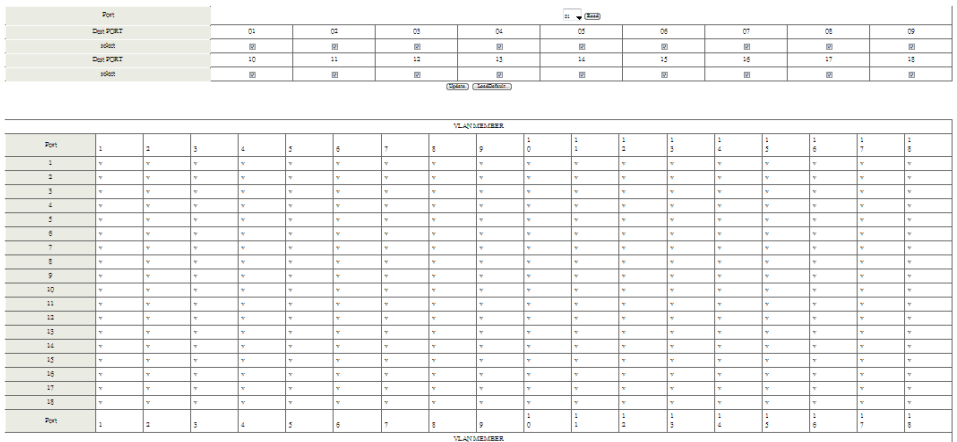 Port 01 Read
Dest PORT 01 02 03 04 05 06 07 08 09
select
Dest PORT 10 11 12 13 14 15 16 17 18
select
Update LoadDefault
VLAN MEMBER
Port 1 2 3 4 5 6 7 8 9 10 11 12 13 14 15 16 17 18
1 v v v v v v v v v v v v v v v v v v
2 v v v v v v v v v v v v v v v v v v
3 v v v v v v v v v v v v v v v v v v
4 v v v v v v v v v v v v v v v v v v
5 v v v v v v v v v v v v v v v v v v
6 v v v v v v v v v v v v v v v v v v
7 v v v v v v v v v v v v v v v v v v
8 v v v v v v v v v v v v v v v v v v
9 v v v v v v v v v v v v v v v v v v
10 v v v v v v v v v v v v v v v v v v
11 v v v v v v v v v v v v v v v v v v
12 v v v v v v v v v v v v v v v v v v
13 v v v v v v v v v v v v v v v v v v
14 v v v v v v v v v v v v v v v v v v
15 v v v v v v v v v v v v v v v v v v
16 v v v v v v v v v v v v v v v v v v
17 v v v v v v v v v v v v v v v v v v
18 v v v v v v v v v v v v v v v v v v
Port 1 2 3 4 5 6 7 8 9 10 11 12 13 14 15 16 17 18
VLAN MEMBER